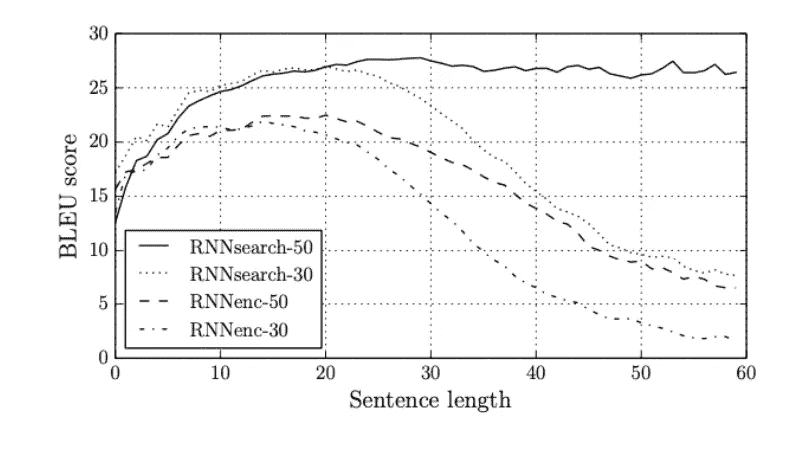 30
25
20
15
10
5
0
BLEU score
RNNsearch-50
RNNsearch-30
RNNenc-50
RNNenc-30
0 10 20 30 40 50 60
Sentence length